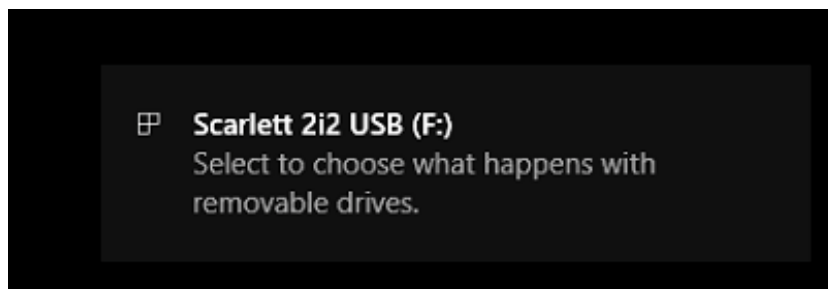 Scarlett 2i2 USB (F:)
Select to choose what happens with
removable drives.